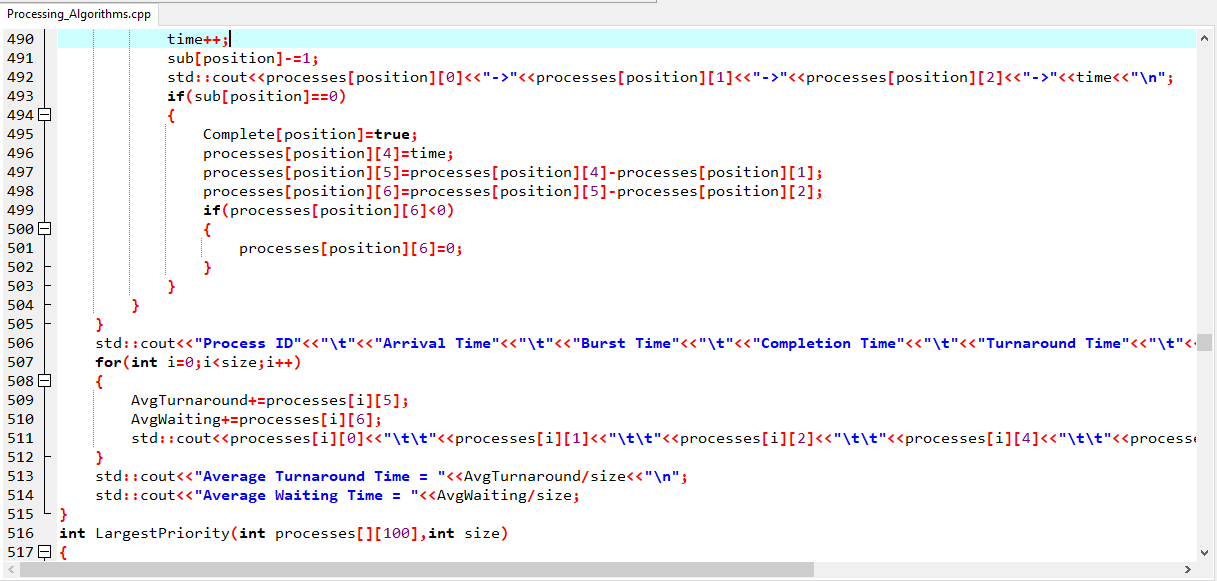 Processing_Algorithms.cpp
490 time++;
491 sub[position]-=1;
492 std::cout<<processes[position][0]<<"->"<<processes[position][1]<<"->"<<processes[position][2]<<"->"<<time<<"\n";
493 if(sub[position]==0)
494 {
495 Complete[position]=true;
496 processes[position][4]=time;
497 processes[position][5]=processes[position][4]-processes[position][1];
498 processes[position][6]=processes[position][5]-processes[position][2];
499 if(processes[position][6]<0)
500 {
501 processes[position][6]=0;
502 }
503 }
504 }
505 }
506 std::cout<<"Process ID"<<"\t"<<"Arrival Time"<<"\t"<<"Burst Time"<<"\t"<<"Completion Time"<<"\t"<<"Turnaround Time"<<"\t"<
507 for(int i=0;i<size;i++)
508 {
509 AvgTurnaround+=processes[i][5];
510 AvgWaiting+=processes[i][6];
511 std::cout<<processes[i][0]<<"\t\t"<<processes[i][1]<<"\t\t"<<processes[i][2]<<"\t\t"<<processes[i][4]<<"\t\t"<<processe
512 }
513 std::cout<<"Average Turnaround Time = "<<AvgTurnaround/size<<"\n";
514 std::cout<<"Average Waiting Time = "<<AvgWaiting/size;
515 }
516 int LargestPriority(int processes[][100],int size)
517 {